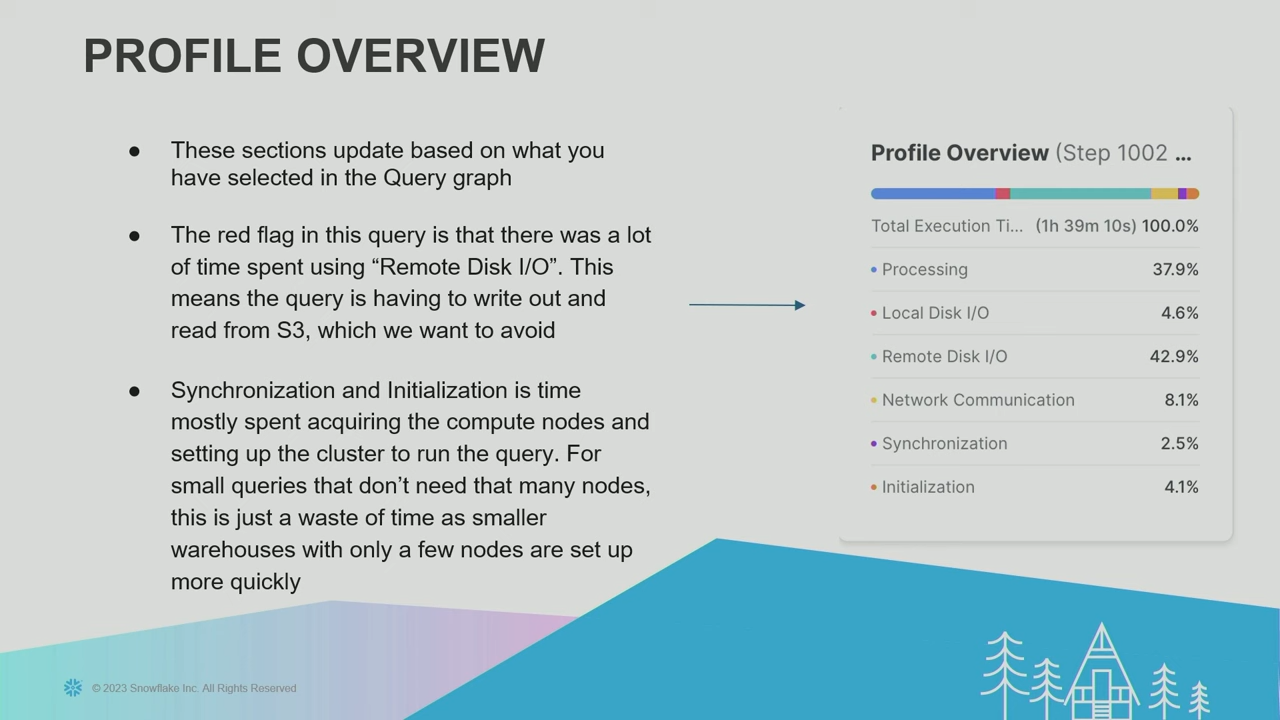 PROFILE OVERVIEW
● These sections update based on what you
have selected in the Query graph
● The red flag in this query is that there was a lot
of time spent using “Remote Disk I/O”. This
means the query is having to write out and
read from S3, which we want to avoid
● Synchronization and Initialization is time
mostly spent acquiring the compute nodes and
setting up the cluster to run the query. For
small queries that don’t need that many nodes,
this is just a waste of time as smaller
warehouses with only a few nodes are set up
more quickly
Profile Overview (Step 1002 ...
Total Execution Ti... (1h 39m 10s) 100.0%
Processing 37.9%
Local Disk I/O 4.6%
Remote Disk I/O 42.9%
Network Communication 8.1%
Synchronization 2.5%
Initialization 4.1%
© 2023 Snowflake Inc. All Rights Reserved